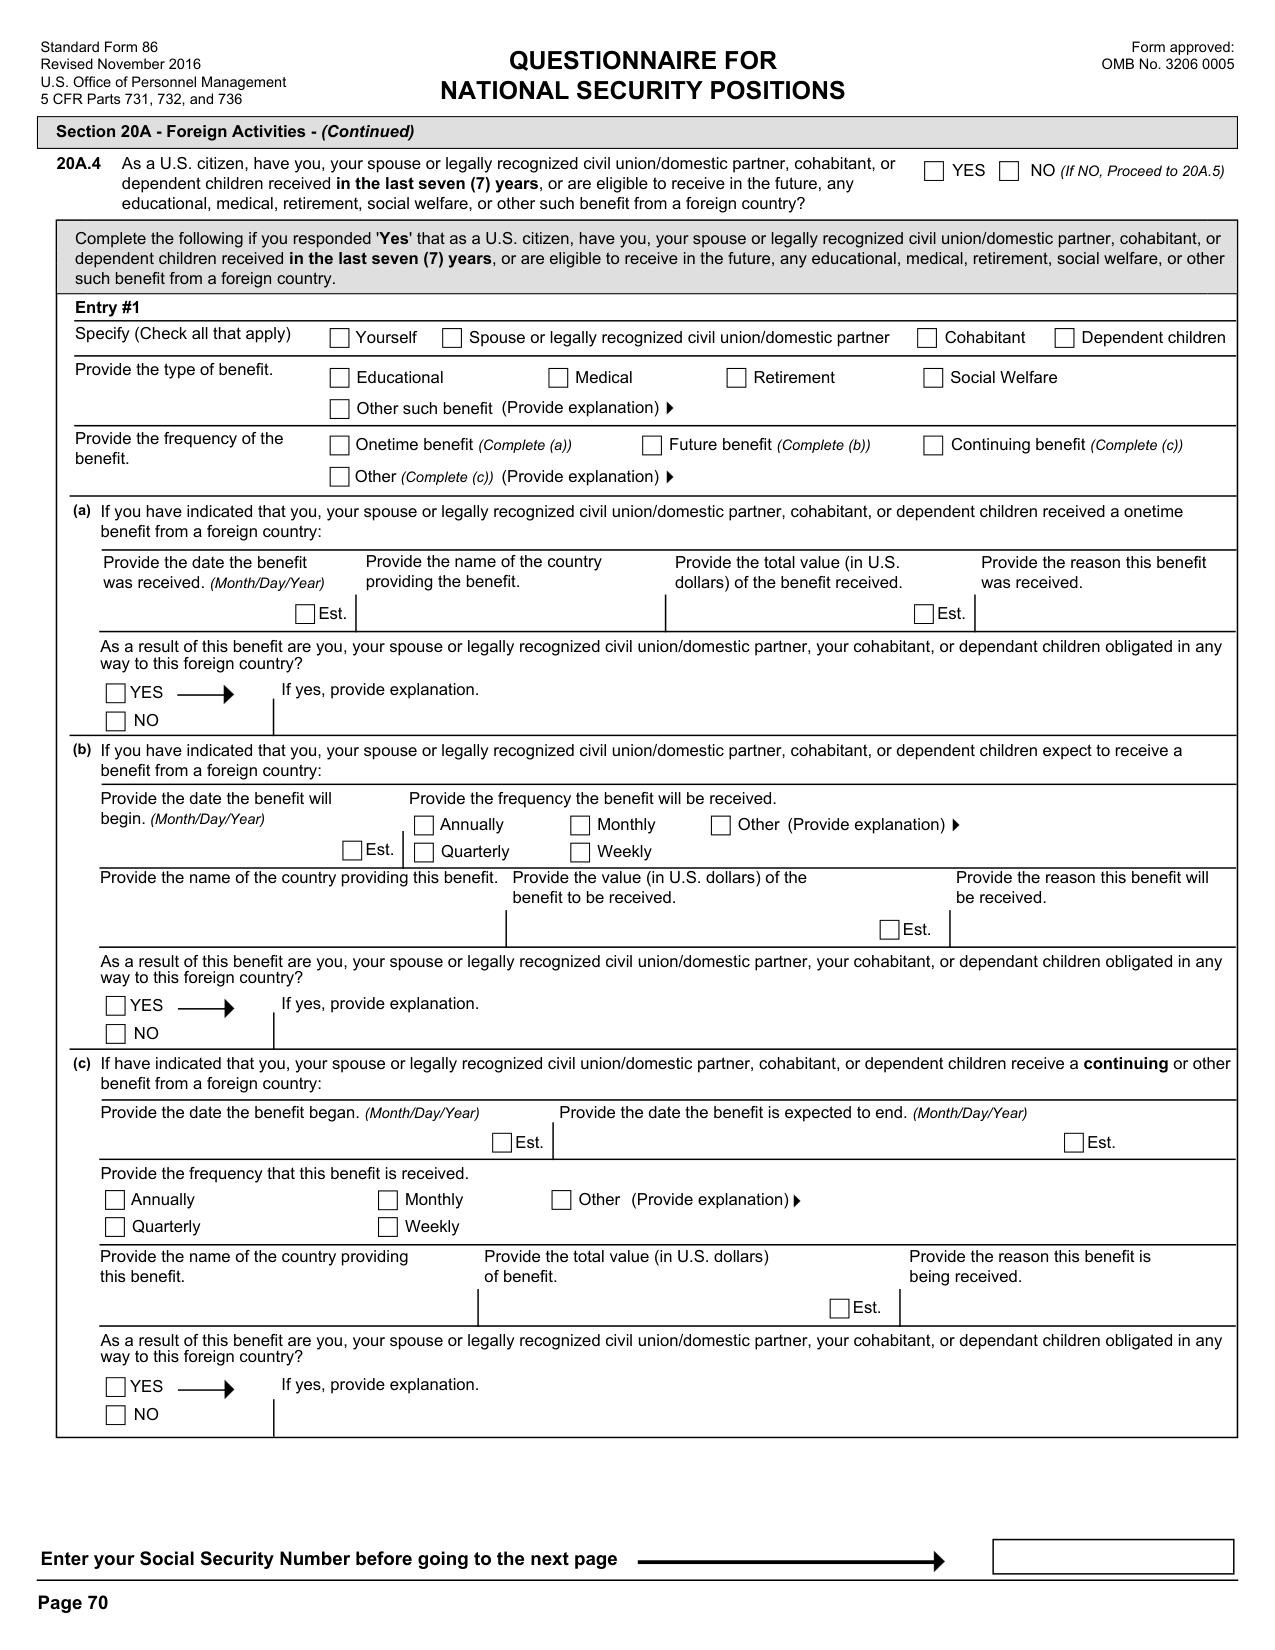 Standard Form 86
Revised November 2016
U.S. Office of Personnel Management
5 CFR Parts 731, 732, and 736
QUESTIONNAIRE FOR
NATIONAL SECURITY POSITIONS
Form approved:
OMB No. 3206 0005
Section 20A - Foreign Activities - (Continued)
20A.4 As a U.S. citizen, have you, your spouse or legally recognized civil union/domestic partner, cohabitant, or
dependent children received in the last seven (7) years, or are eligible to receive in the future, any
educational, medical, retirement, social welfare, or other such benefit from a foreign country?
YES NO (If NO, Proceed to 20A.5)
Complete the following if you responded 'Yes' that as a U.S. citizen, have you, your spouse or legally recognized civil union/domestic partner, cohabitant, or
dependent children received in the last seven (7) years, or are eligible to receive in the future, any educational, medical, retirement, social welfare, or other
such benefit from a foreign country.
Entry #1
Specify (Check all that apply) Yourself Spouse or legally recognized civil union/domestic partner Cohabitant Dependent children
Provide the type of benefit. Educational Medical Retirement Social Welfare
Other such benefit (Provide explanation)
Provide the frequency of the
benefit.
Onetime benefit (Complete (a)) Future benefit (Complete (b)) Continuing benefit (Complete (c))
Other (Complete (c)) (Provide explanation)
(a) If you have indicated that you, your spouse or legally recognized civil union/domestic partner, cohabitant, or dependent children received a onetime
benefit from a foreign country:
Provide the date the benefit
was received. (Month/Day/Year)
Est.
Provide the name of the country
providing the benefit.
Provide the total value (in U.S.
dollars) of the benefit received.
Est.
Provide the reason this benefit
was received.
As a result of this benefit are you, your spouse or legally recognized civil union/domestic partner, your cohabitant, or dependant children obligated in any
way to this foreign country?
YES If yes, provide explanation.
NO
(b) If you have indicated that you, your spouse or legally recognized civil union/domestic partner, cohabitant, or dependent children expect to receive a
benefit from a foreign country:
Provide the date the benefit will
begin. (Month/Day/Year)
Est.
Provide the frequency the benefit will be received.
Annually Monthly Other (Provide explanation)
Quarterly Weekly
Provide the name of the country providing this benefit.
Provide the value (in U.S. dollars) of the
benefit to be received.
Est.
Provide the reason this benefit will
be received.
As a result of this benefit are you, your spouse or legally recognized civil union/domestic partner, your cohabitant, or dependant children obligated in any
way to this foreign country?
YES If yes, provide explanation.
NO
(c) If have indicated that you, your spouse or legally recognized civil union/domestic partner, cohabitant, or dependent children receive a continuing or other
benefit from a foreign country:
Provide the date the benefit began. (Month/Day/Year)
Est.
Provide the date the benefit is expected to end. (Month/Day/Year)
Est.
Provide the frequency that this benefit is received.
Annually Monthly Other (Provide explanation)
Quarterly Weekly
Provide the name of the country providing
this benefit.
Provide the total value (in U.S. dollars)
of benefit.
Est.
Provide the reason this benefit is
being received.
As a result of this benefit are you, your spouse or legally recognized civil union/domestic partner, your cohabitant, or dependant children obligated in any
way to this foreign country?
YES If yes, provide explanation.
NO
Enter your Social Security Number before going to the next page
Page 70